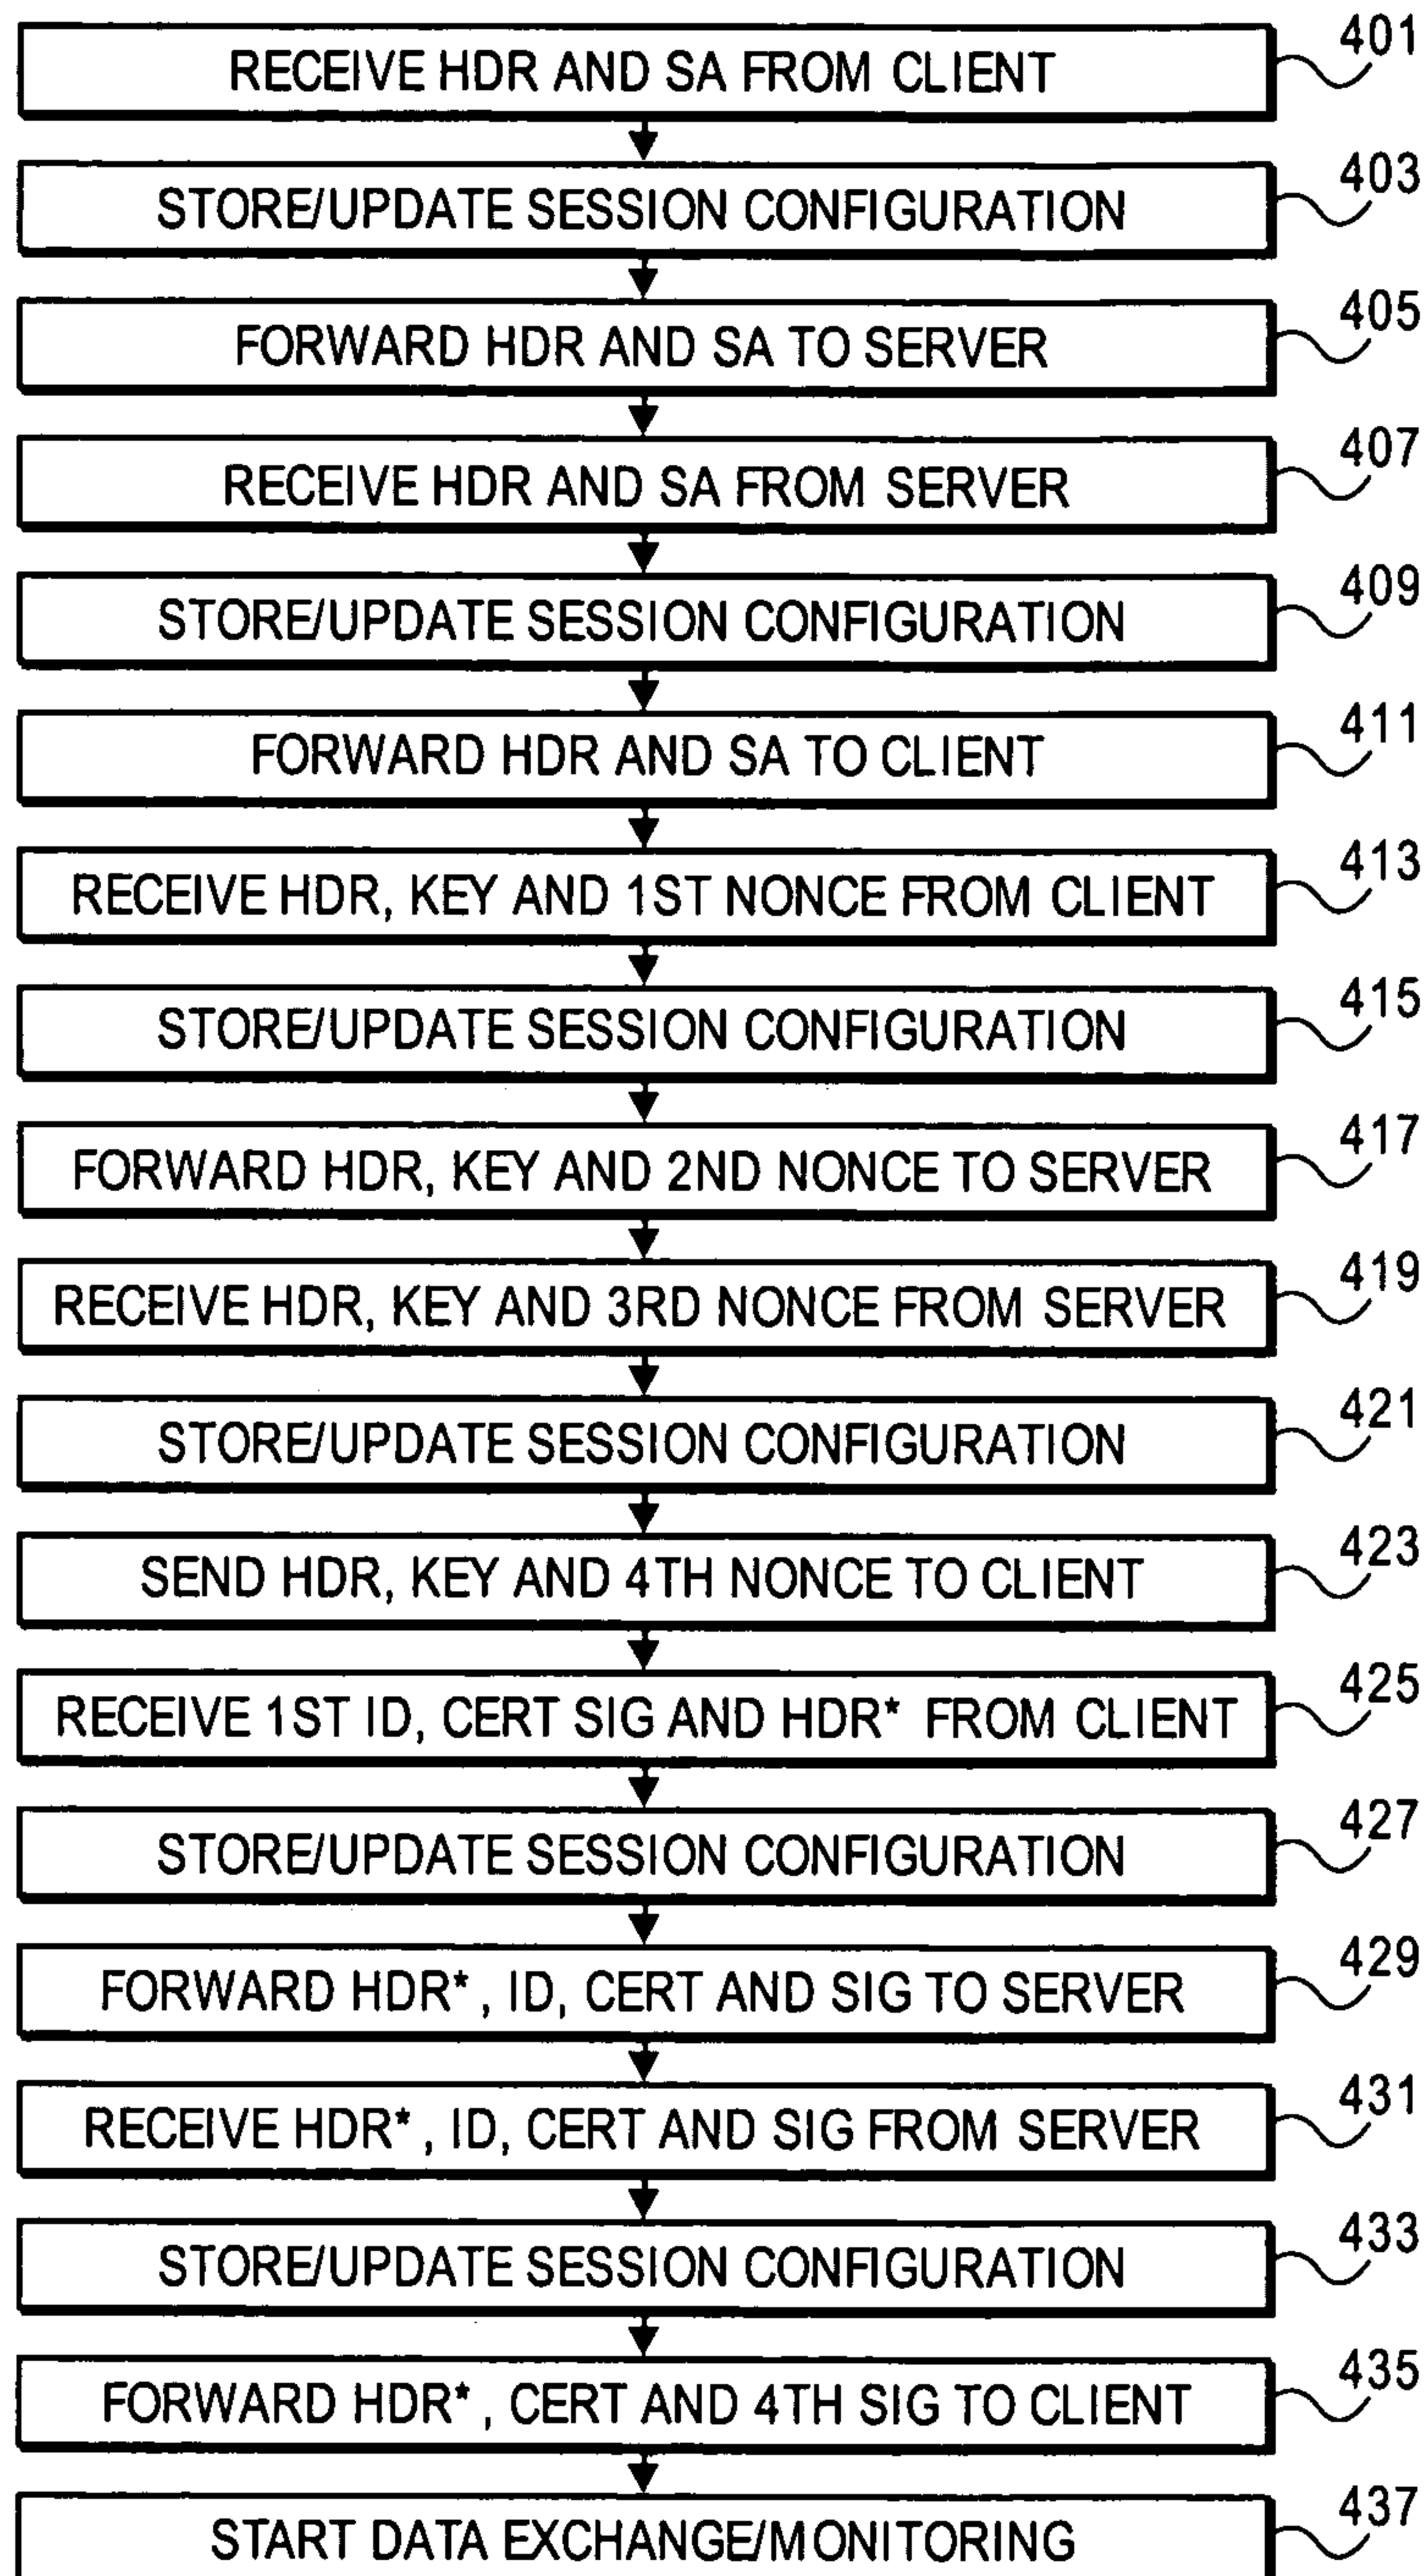 401
RECEIVE HDR AND SA FROM CLIENT
403
STORE/UPDATE SESSION CONFIGURATION
405
FORWARD HDR AND SA TO SERVER
407
RECEIVE HDR AND SA FROM SERVER
409
STORE/UPDATE SESSION CONFIGURATION
411
FORWARD HDR AND SA TO CLIENT
413
RECEIVE HDR, KEY AND 1ST NONCE FROM CLIENT
415
STORE/UPDATE SESSION CONFIGURATION
417
FORWARD HDR, KEY AND 2ND NONCE TO SERVER
419
RECEIVE HDR, KEY AND 3RD NONCE FROM SERVER
421
STORE/UPDATE SESSION CONFIGURATION
423
SEND HDR, KEY AND 4TH NONCE TO CLIENT
425
RECEIVE 1ST ID, CERT SIG AND HDR* FROM CLIENT
427
STORE/UPDATE SESSION CONFIGURATION
429
FORWARD HDR*, ID, CERT AND SIG TO SERVER
431
RECEIVE HDR*, ID, CERT AND SIG FROM SERVER
433
STORE/UPDATE SESSION CONFIGURATION
435
FORWARD HDR*, CERT AND 4TH SIG TO CLIENT
437
START DATA EXCHANGE/MONITORING